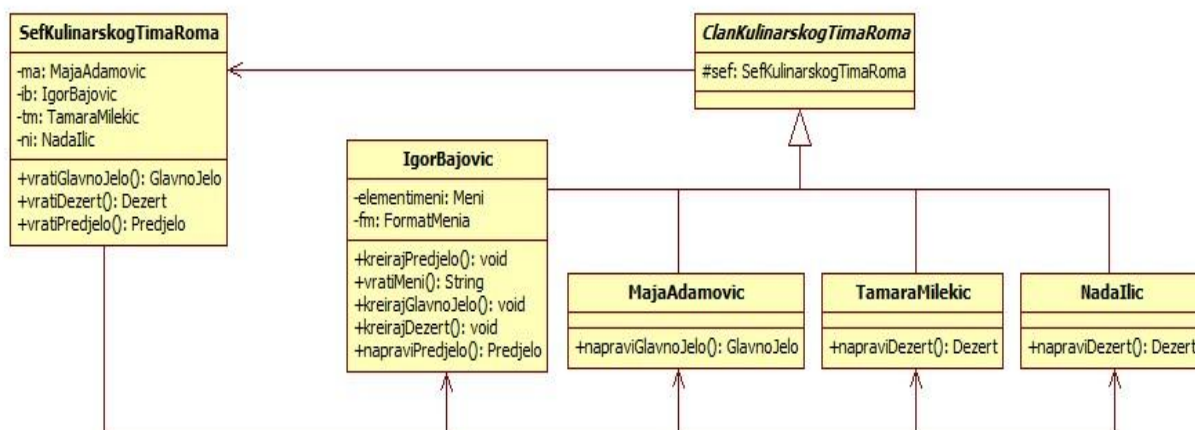 SefKulinarskogTimaRoma
-ma: MajaAdamovic
-ib: IgorBajovic
-tm: TamaraMilekic
-ni: NadaIlic
+vratiGlavnoJelo(): GlavnoJelo
+vratiDezert(): Dezert
+vratiPredjelo(): Predjelo
ClanKulinarskogTimaRoma
#sef: SefKulinarskogTimaRoma
IgorBajovic
-elementimeni: Meni
-fm: FormatMenia
+kreirajPredjelo(): void
+vratiMeni(): String
+kreirajGlavnoJelo(): void
+kreirajDezert(): void
+napraviPredjelo(): Predjelo
MajaAdamovic
+napraviGlavnoJelo(): GlavnoJelo
TamaraMilekic
+napraviDezert(): Dezert
NadaIlic
+napraviDezert(): Dezert